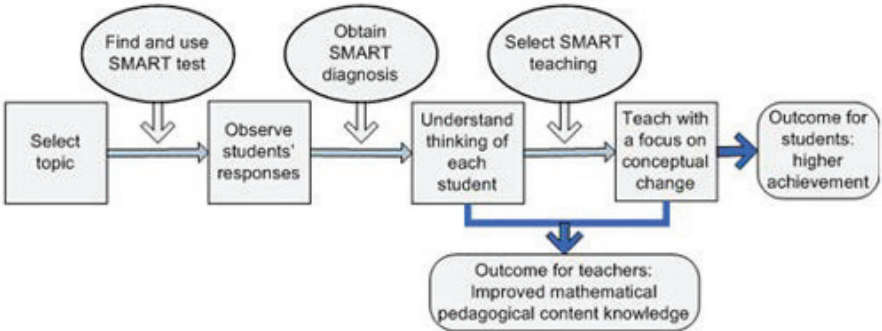 Find and use
SMART test
Obtain
SMART
diagnosis
Select SMART
teaching
Select
topic
Observe
students'
responses
Understand
thinking of
each
student
Teach with
a focus on
conceptual
change
Outcome for
students:
higher
achievement
Outcome for teachers:
Improved mathematical
pedagogical content knowledge